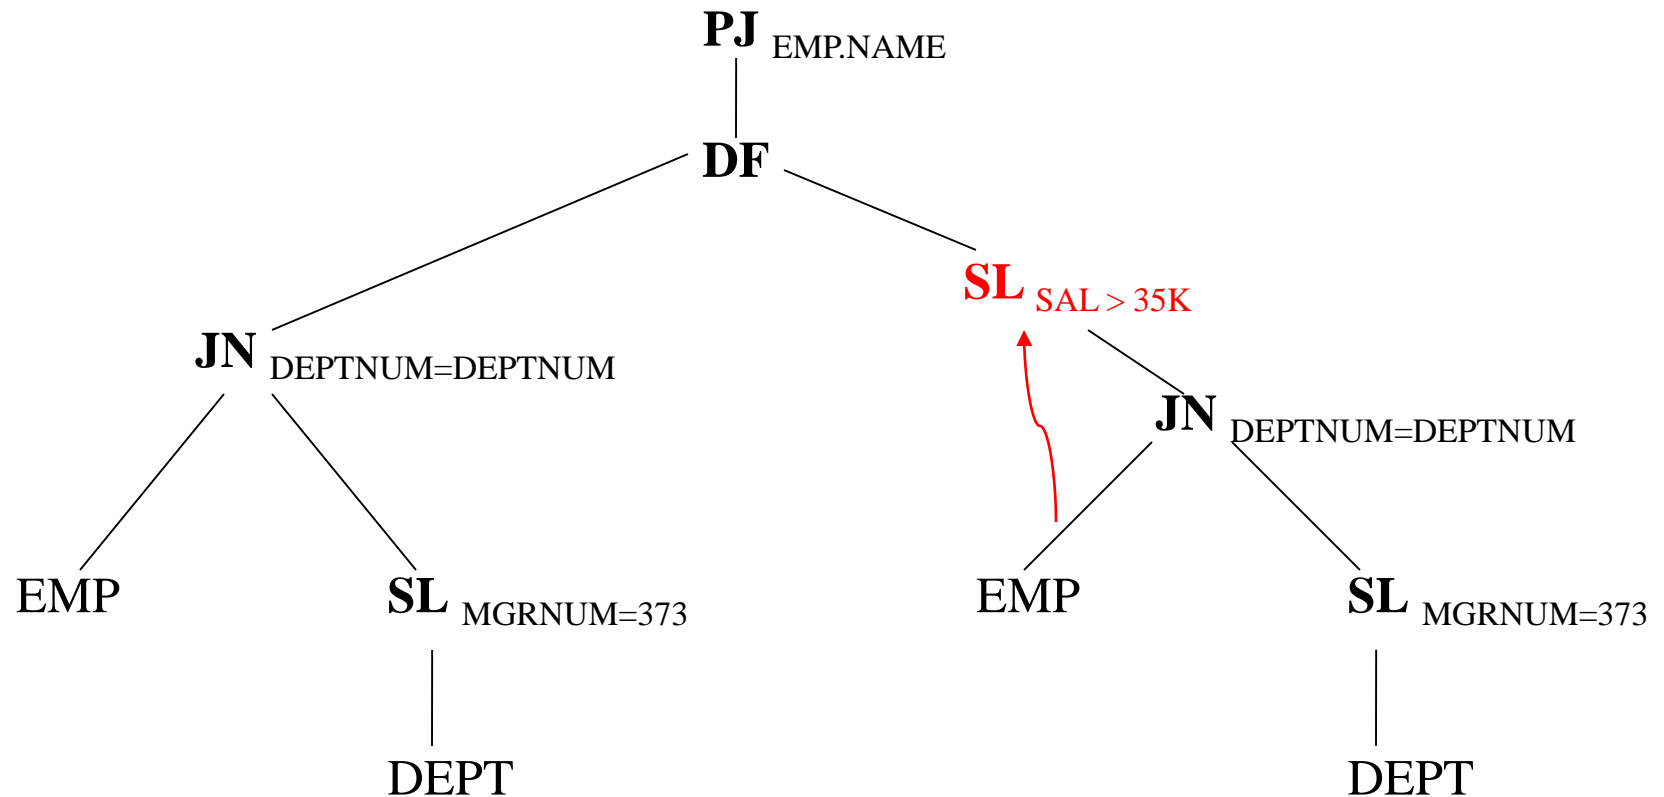 PJ EMP.NAME
DF
SL SAL > 35K
JN DEPTNUM=DEPTNUM
JN DEPTNUM=DEPTNUM
EMP
SL MGRNUM=373
EMP
SL MGRNUM=373
DEPT
DEPT